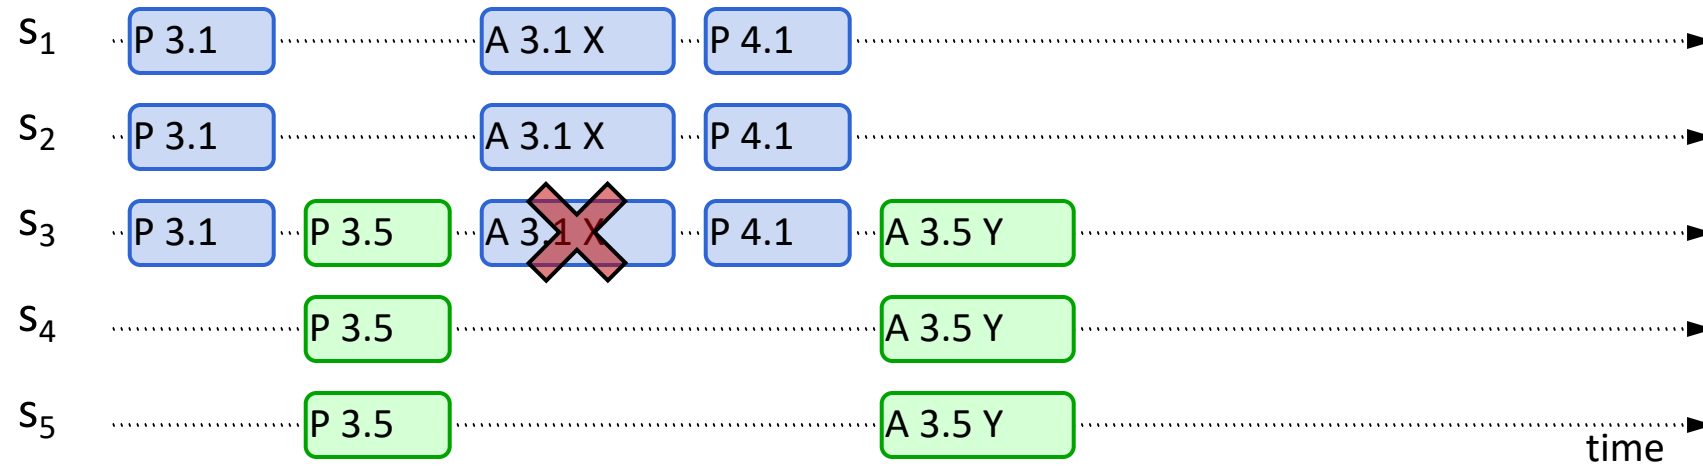 s1 P 3.1 A 3.1 X P 4.1
s2 P 3.1 A 3.1 X P 4.1
s3 P 3.1 P 3.5 A 3.1 X P 4.1 A 3.5 Y
s4 P 3.5 A 3.5 Y
s5 P 3.5 A 3.5 Y
time